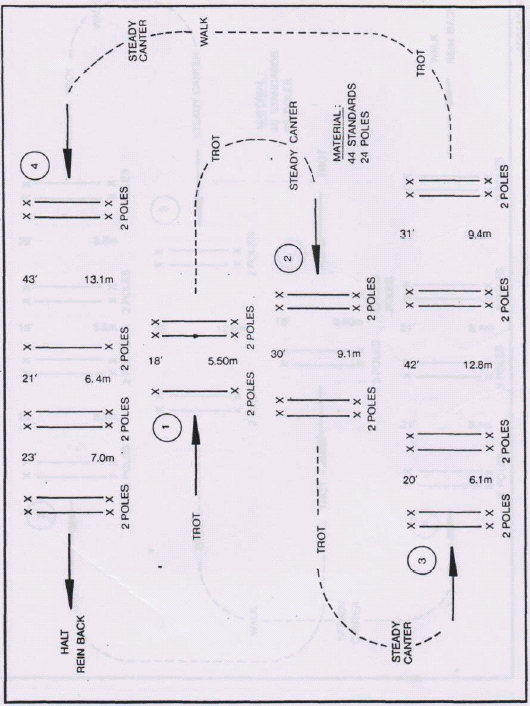 STEADY
CANTER
WALK
TROT
4
2 POLES
43' 13.1m
2 POLES
21' 6.4m
2 POLES
23' 7.0m
2 POLES
HALT
REIN BACK
TROT
STEADY CANTER
MATERIAL:
44 STANDARDS
24 POLES
2 POLES
18' 5.50m
2 POLES
1
TROT
2
2 POLES
30' 9.1m
2 POLES
TROT
STEADY
CANTER
2 POLES
31' 9.4m
2 POLES
42' 12.8m
2 POLES
20' 6.1m
2 POLES
3